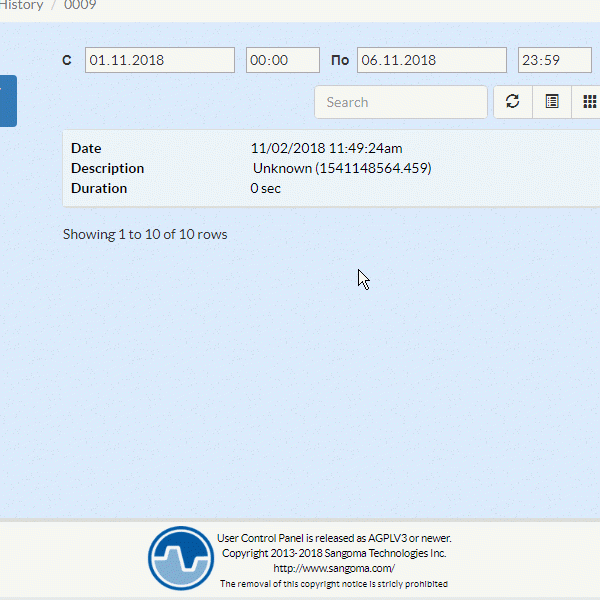 History / 0009
С 01.11.2018 00:00 По 06.11.2018 23:59
Search
Date 11/02/2018 11:49:24am
Description Unknown (1541148564.459)
Duration 0 sec
Showing 1 to 10 of 10 rows
User Control Panel is released as AGPLV3 or newer.
Copyright 2013-2018 Sangoma Technologies Inc.
http://www.sangoma.com/
The removal of this copyright notice is stricly prohibited